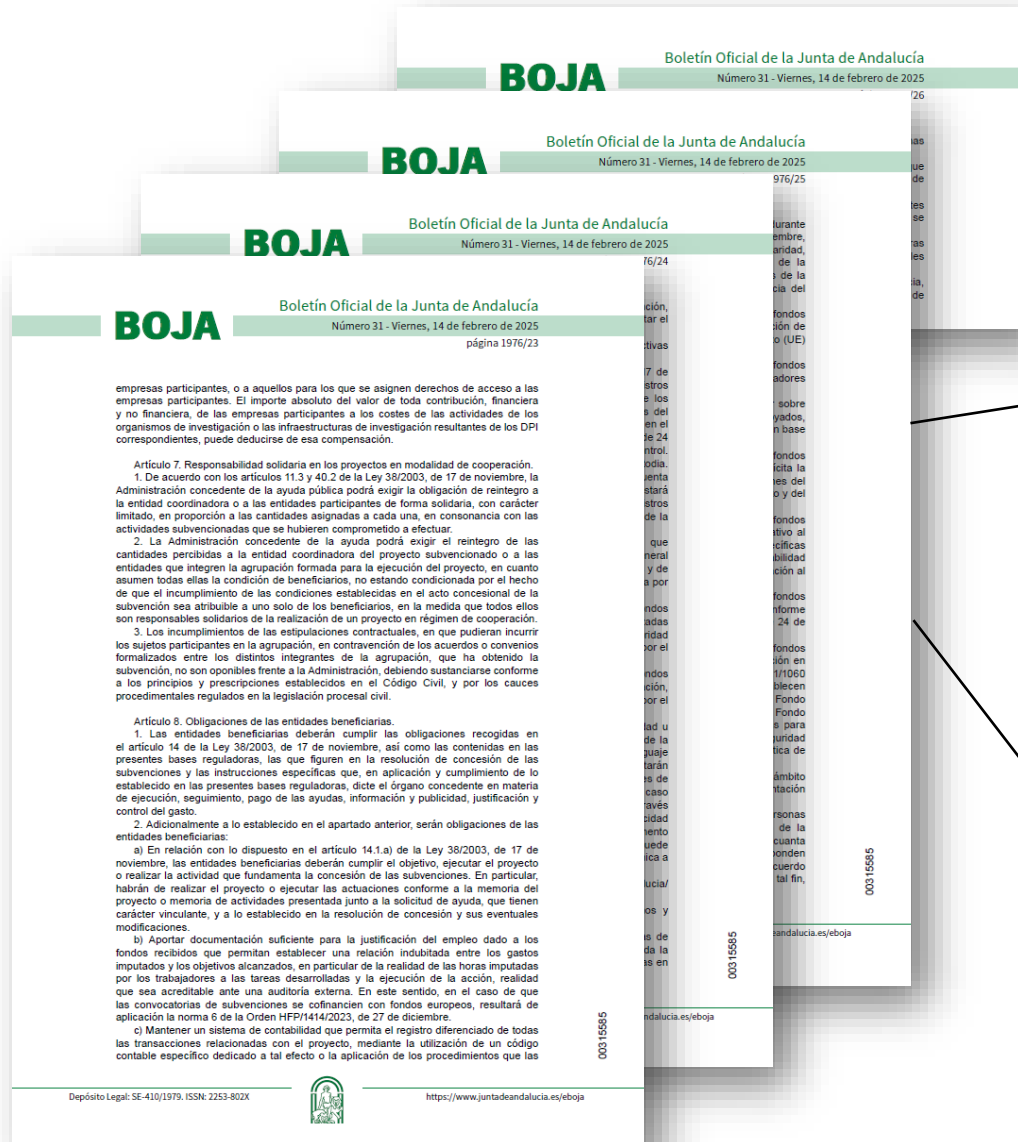 Boletín Oficial de la Junta de Andalucía
BOJA
Número 31 - Viernes, 14 de febrero de 2025
/26
Boletín Oficial de la Junta de Andalucía
BOJA
Número 31 - Viernes, 14 de febrero de 2025
976/25
Boletín Oficial de la Junta de Andalucía
BOJA
Número 31 - Viernes, 14 de febrero de 2025
76/24
Boletín Oficial de la Junta de Andalucía
BOJA
Número 31 - Viernes, 14 de febrero de 2025
página 1976/23
empresas participantes, o a aquellos para los que se asignen derechos de acceso a las
empresas participantes. El importe absoluto del valor de toda contribución, financiera
y no financiera, de las empresas participantes a los costes de las actividades de los
organismos de investigación o las infraestructuras de investigación resultantes de los DPI
correspondientes, puede deducirse de esa compensación.
Artículo 7. Responsabilidad solidaria en los proyectos en modalidad de cooperación.
1. De acuerdo con los artículos 11.3 y 40.2 de la Ley 38/2003, de 17 de noviembre, la
Administración concedente de la ayuda pública podrá exigir la obligación de reintegro a
la entidad coordinadora o a las entidades participantes de forma solidaria, con carácter
limitado, en proporción a las cantidades asignadas a cada una, en consonancia con las
actividades subvencionadas que se hubieren comprometido a efectuar.
2. La Administración concedente de la ayuda podrá exigir el reintegro de las
cantidades percibidas a la entidad coordinadora del proyecto subvencionado o a las
entidades que integren la agrupación formada para la ejecución del proyecto, en cuanto
asumen todas ellas la condición de beneficiarios, no estando condicionada por el hecho
de que el incumplimiento de las condiciones establecidas en el acto concesional de la
subvención sea atribuible a uno solo de los beneficiarios, en la medida que todos ellos
son responsables solidarios de la realización de un proyecto en régimen de cooperación.
3. Los incumplimientos de las estipulaciones contractuales, en que pudieran incurrir
los sujetos participantes en la agrupación, en contravención de los acuerdos o convenios
formalizados entre los distintos integrantes de la agrupación, que ha obtenido la
subvención, no son oponibles frente a la Administración, debiendo sustanciarse conforme
a los principios y prescripciones establecidos en el Código Civil, y por los cauces
procedimentales regulados en la legislación procesal civil.
Artículo 8. Obligaciones de las entidades beneficiarias.
1. Las entidades beneficiarias deberán cumplir las obligaciones recogidas en
el artículo 14 de la Ley 38/2003, de 17 de noviembre, así como las contenidas en las
presentes bases reguladoras, las que figuren en la resolución de concesión de las
subvenciones y las instrucciones específicas que, en aplicación y cumplimiento de lo
establecido en las presentes bases reguladoras, dicte el órgano concedente en materia
de ejecución, seguimiento, pago de las ayudas, información y publicidad, justificación y
control del gasto.
2. Adicionalmente a lo establecido en el apartado anterior, serán obligaciones de las
entidades beneficiarias:
a) En relación con lo dispuesto en el artículo 14.1.a) de la Ley 38/2003, de 17 de
noviembre, las entidades beneficiarias deberán cumplir el objetivo, ejecutar el proyecto
o realizar la actividad que fundamenta la concesión de las subvenciones. En particular,
habrán de realizar el proyecto o ejecutar las actuaciones conforme a la memoria del
proyecto o memoria de actividades presentada junto a la solicitud de ayuda, que tienen
carácter vinculante, y a lo establecido en la resolución de concesión y sus eventuales
modificaciones.
b) Aportar documentación suficiente para la justificación del empleo dado a los
fondos recibidos que permitan establecer una relación indubitada entre los gastos
imputados y los objetivos alcanzados, en particular de la realidad de las horas imputadas
por los trabajadores a las tareas desarrolladas y la ejecución de la acción, realidad
que sea acreditable ante una auditoría externa. En este sentido, en el caso de que
las convocatorias de subvenciones se cofinancien con fondos europeos, resultará de
aplicación la norma 6 de la Orden HFP/1414/2023, de 27 de diciembre.
c) Mantener un sistema de contabilidad que permita el registro diferenciado de todas
las transacciones relacionadas con el proyecto, mediante la utilización de un código
contable específico dedicado a tal efecto o la aplicación de los procedimientos que las
00315585
Depósito Legal: SE-410/1979. ISSN: 2253-802X
https://www.juntadeandalucia.es/eboja
00315585
ndalucia.es/eboja
00315585
eandalucia.es/eboja